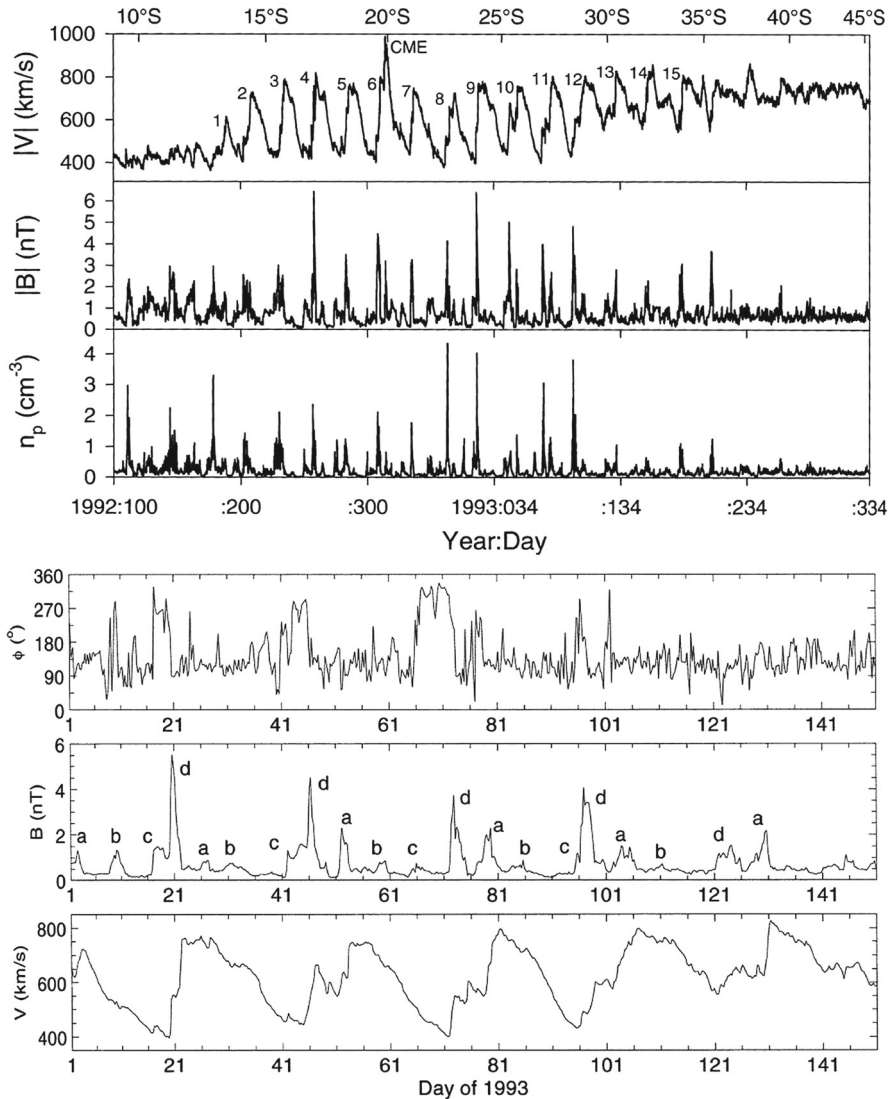 10°S 15°S 20°S 25°S 30°S 35°S 40°S 45°S
1000
800
600
400
|V| (km/s)
1 2 3 4 5 6 7 8 9 10 11 12 13 14 15
CME
6
5
4
3
2
1
0
|B| (nT)
4
3
2
1
0
np (cm-3)
1992:100 :200 :300 1993:034 :134 :234 :334
Year:Day
360
270
180
90
0
ϕ (°)
1 21 41 61 81 101 121 141
6
4
2
0
B (nT)
a b c d a b c d a b c d a b c d a b d a
1 21 41 61 81 101 121 141
800
600
400
V (km/s)
1 21 41 61 81 101 121 141
Day of 1993